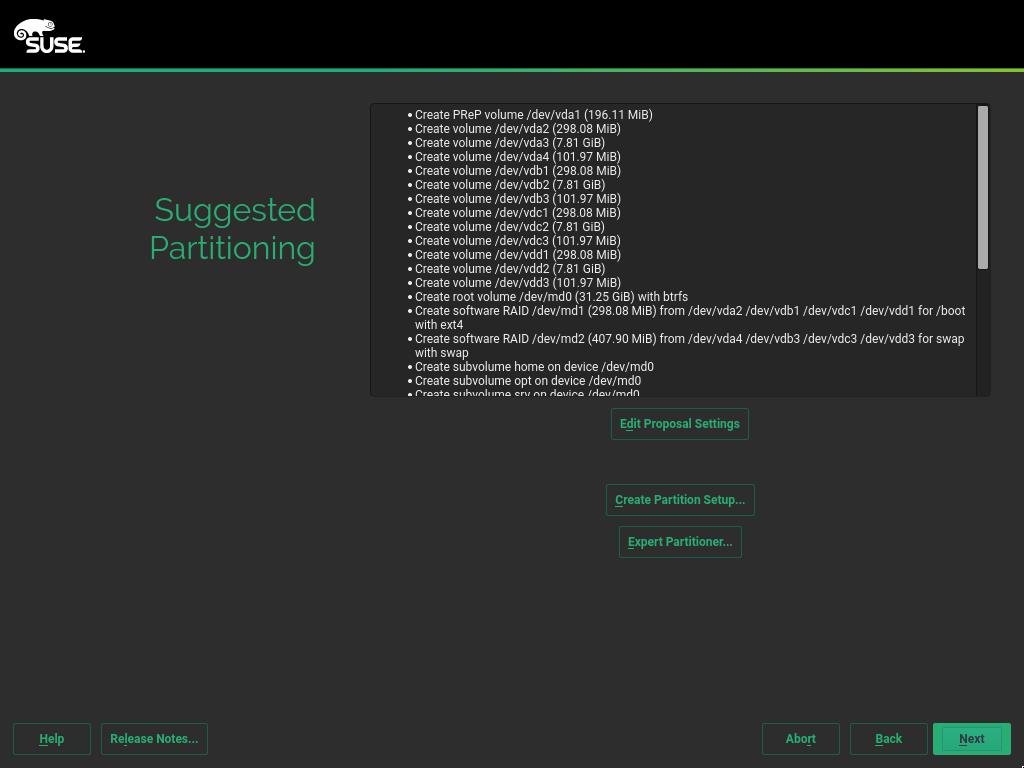 SUSE.
Suggested
Partitioning
• Create PReP volume /dev/vda1 (196.11 MiB)
• Create volume /dev/vda2 (298.08 MiB)
• Create volume /dev/vda3 (7.81 GiB)
• Create volume /dev/vda4 (101.97 MiB)
• Create volume /dev/vdb1 (298.08 MiB)
• Create volume /dev/vdb2 (7.81 GiB)
• Create volume /dev/vdb3 (101.97 MiB)
• Create volume /dev/vdc1 (298.08 MiB)
• Create volume /dev/vdc2 (7.81 GiB)
• Create volume /dev/vdc3 (101.97 MiB)
• Create volume /dev/vdd1 (298.08 MiB)
• Create volume /dev/vdd2 (7.81 GiB)
• Create volume /dev/vdd3 (101.97 MiB)
• Create root volume /dev/md0 (31.25 GiB) with btrfs
• Create software RAID /dev/md1 (298.08 MiB) from /dev/vda2 /dev/vdb1 /dev/vdc1 /dev/vdd1 for /boot
with ext4
• Create software RAID /dev/md2 (407.90 MiB) from /dev/vda4 /dev/vdb3 /dev/vdc3 /dev/vdd3 for swap
with swap
• Create subvolume home on device /dev/md0
• Create subvolume opt on device /dev/md0
• Create subvolume srv on device /dev/md0
Edit Proposal Settings
Create Partition Setup...
Expert Partitioner...
Help
Release Notes...
Abort
Back
Next